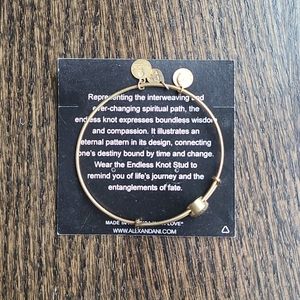 Representing the interweaving and
ever-changing spiritual path, the
endless knot expresses boundless wisdom
and compassion. It illustrates an
eternal pattern in its design, connecting
one's destiny bound by time and change.
Wear the Endless Knot Stud to
remind you of life's journey and the
entanglements of fate.
MADE IN LOVE
WWW.ALEXANDANI.COM